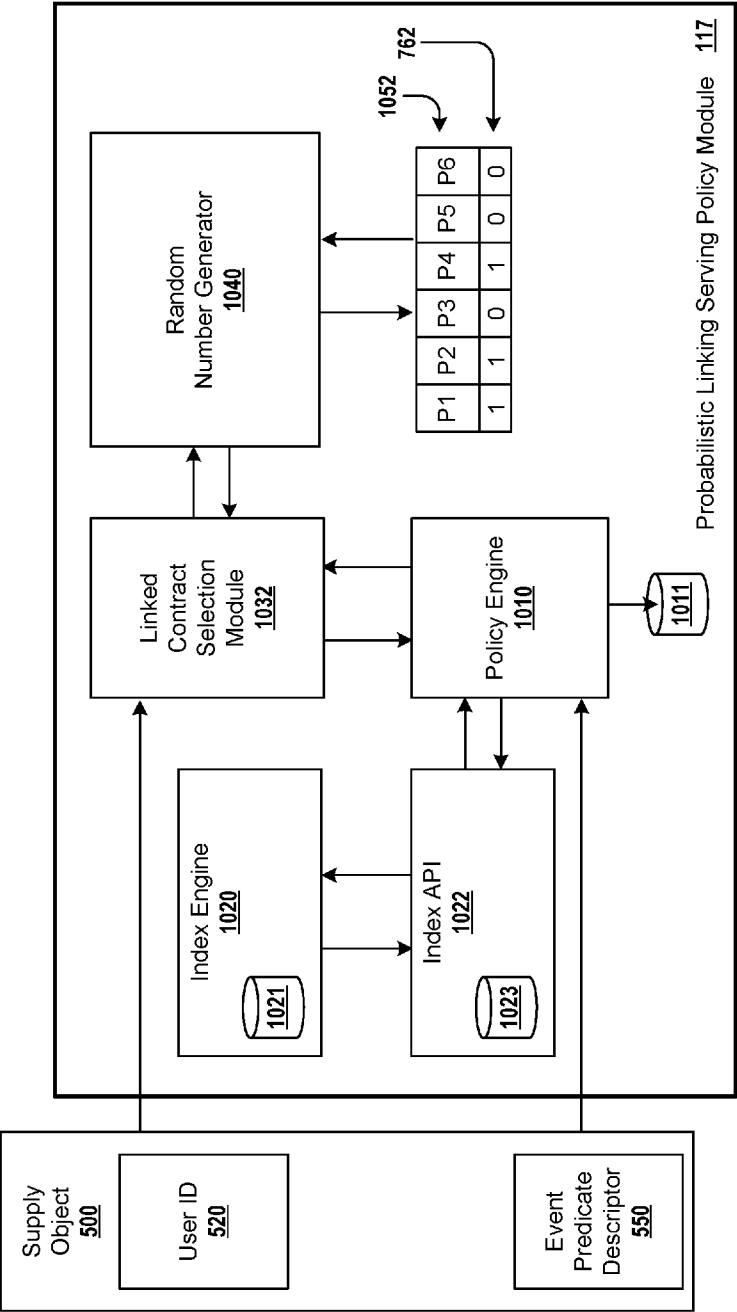 Supply
Object
500
User ID
520
Event
Predicate
Descriptor
550
Index Engine
1020
1021
Index API
1022
1023
Linked
Contract
Selection
Module
1032
Policy Engine
1010
1011
Random
Number Generator
1040
P1 P2 P3 P4 P5 P6
1 1 0 1 0 0
1052
762
Probabilistic Linking Serving Policy Module 117